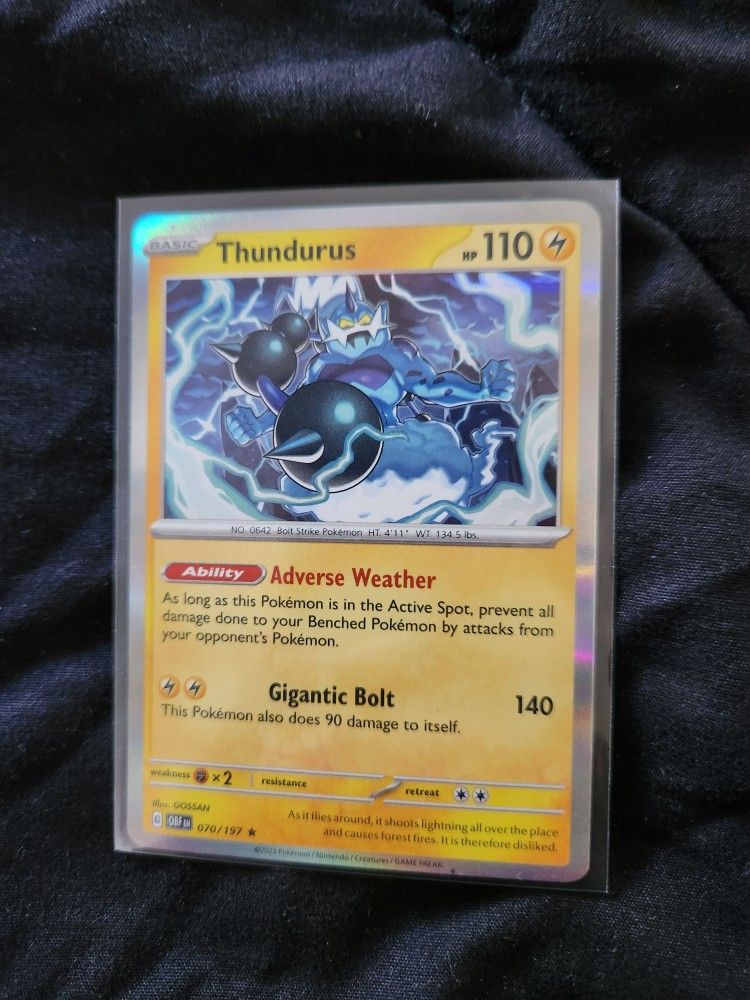 BASIC Thundurus HP 110
NO. 0642 Bolt Strike Pokémon HT: 4'11" WT: 134.5 lbs.
Ability Adverse Weather
As long as this Pokémon is in the Active Spot, prevent all
damage done to your Benched Pokémon by attacks from
your opponent's Pokémon.
Gigantic Bolt 140
This Pokémon also does 90 damage to itself.
weakness ×2 resistance retreat
Illus. GOSSAN
As it flies around, it shoots lightning all over the place
G OBF EN 070/197 ★ and causes forest fires. It is therefore disliked.
©2023 Pokémon / Nintendo / Creatures / GAME FREAK